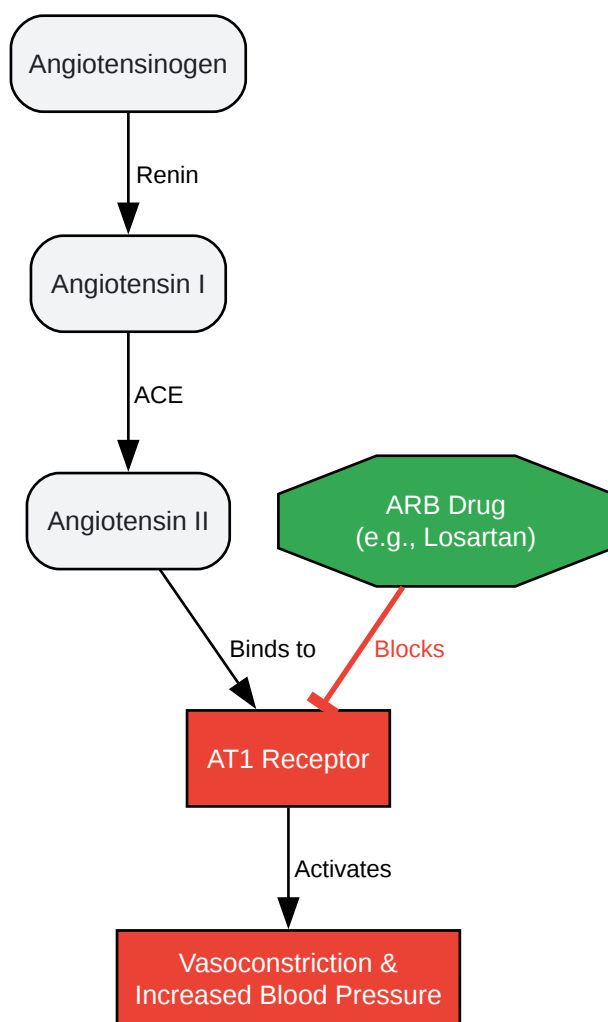 Angiotensinogen
Renin
Angiotensin I
ACE
Angiotensin II
ARB Drug
(e.g., Losartan)
Binds to
Blocks
AT1 Receptor
Activates
Vasoconstriction &
Increased Blood Pressure